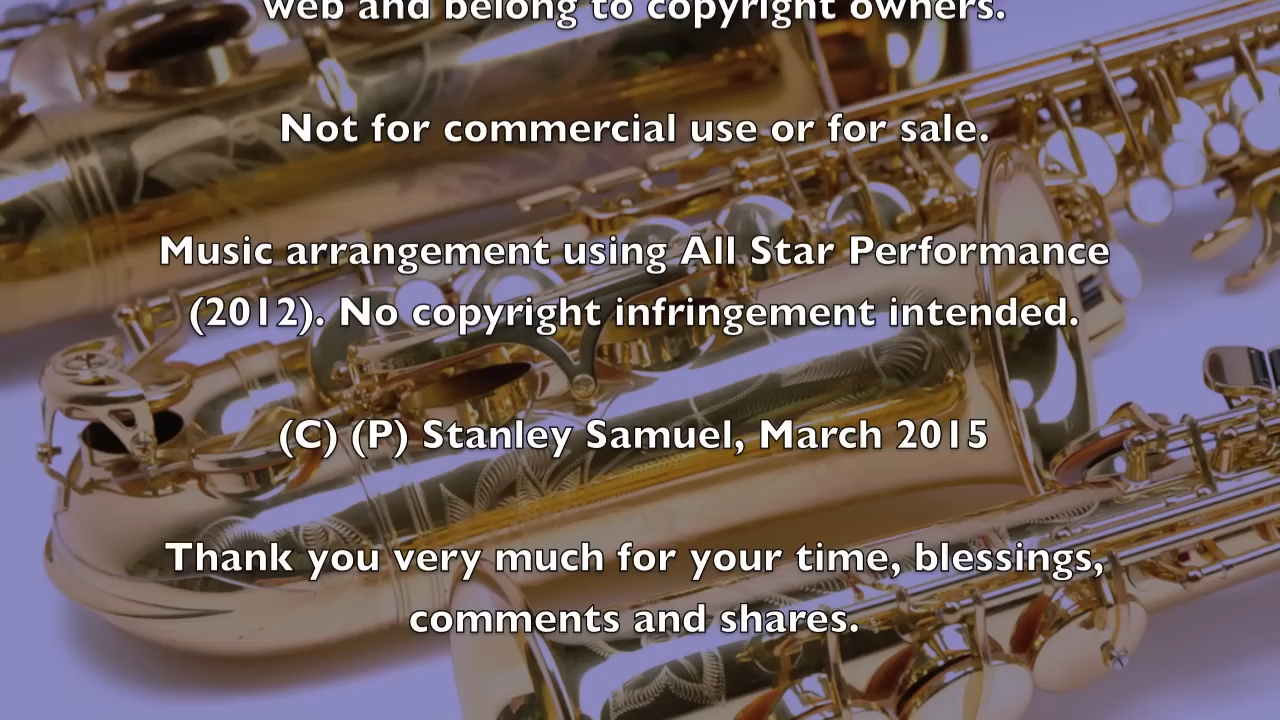 web and belong to copyright owners.
Not for commercial use or for sale.
Music arrangement using All Star Performance
(2012). No copyright infringement intended.
(C) (P) Stanley Samuel, March 2015
Thank you very much for your time, blessings,
comments and shares.